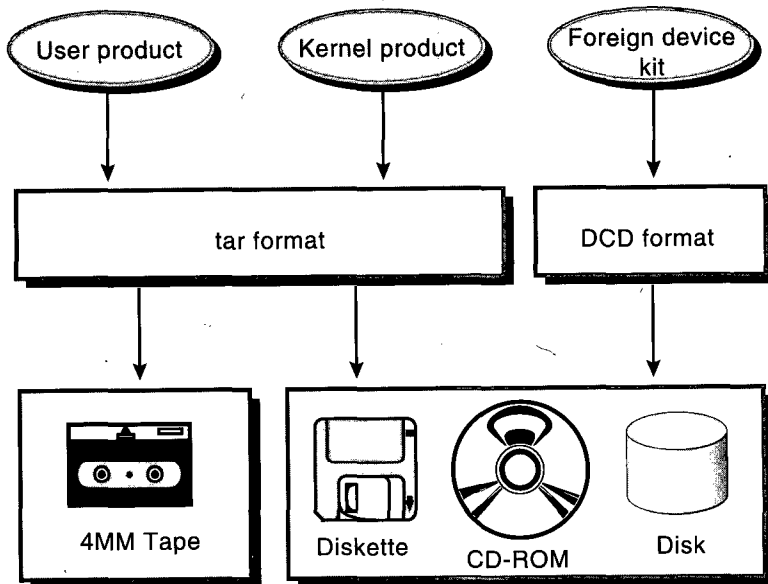 User product
Kernel product
Foreign device
kit
tar format
DCD format
4MM Tape
Diskette
CD-ROM
Disk